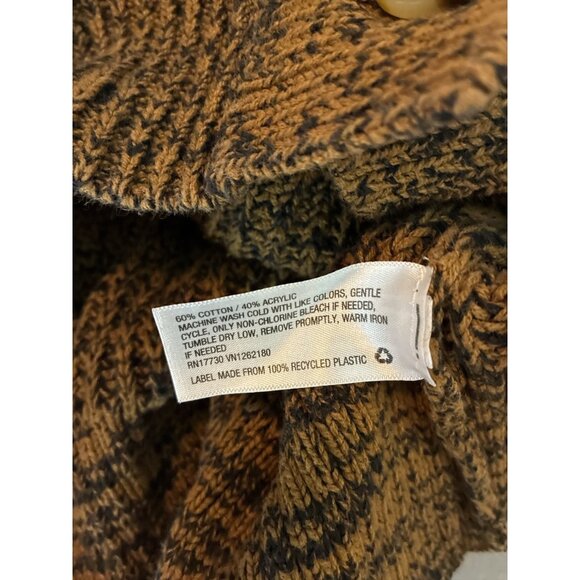 60% COTTON / 40% ACRYLIC
MACHINE WASH COLD WITH LIKE COLORS, GENTLE
CYCLE, ONLY NON-CHLORINE BLEACH IF NEEDED,
TUMBLE DRY LOW, REMOVE PROMPTLY, WARM IRON
IF NEEDED
RN17730 VN1262180
LABEL MADE FROM 100% RECYCLED PLASTIC